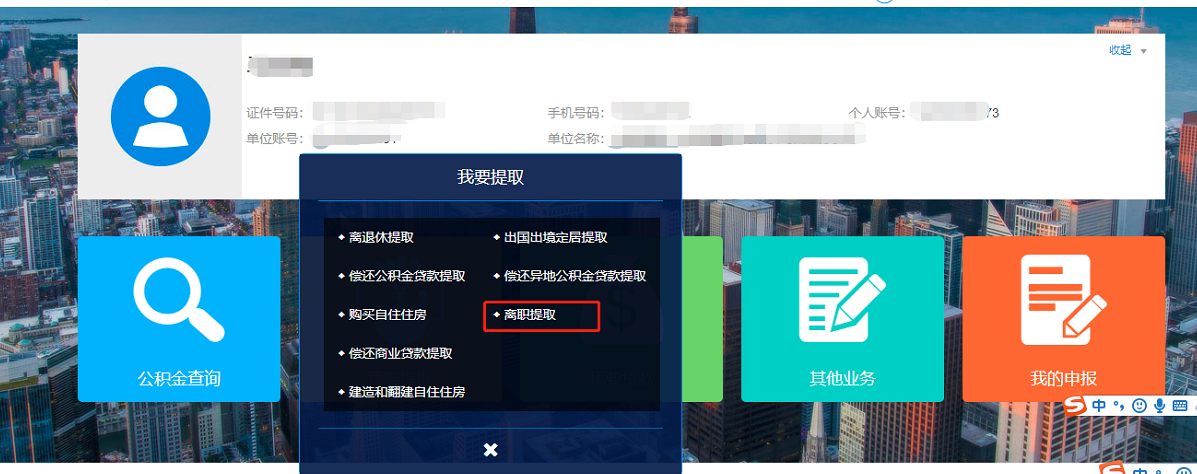 收起
证件号码：
手机号码：
个人账号：73
单位账号：
单位名称：
我要提取
离退休提取
出国出境定居提取
偿还公积金贷款提取
偿还异地公积金贷款提取
购买自住住房
离职提取
偿还商业贷款提取
建造和翻建自住住房
公积金查询
其他业务
我的申报
中
中